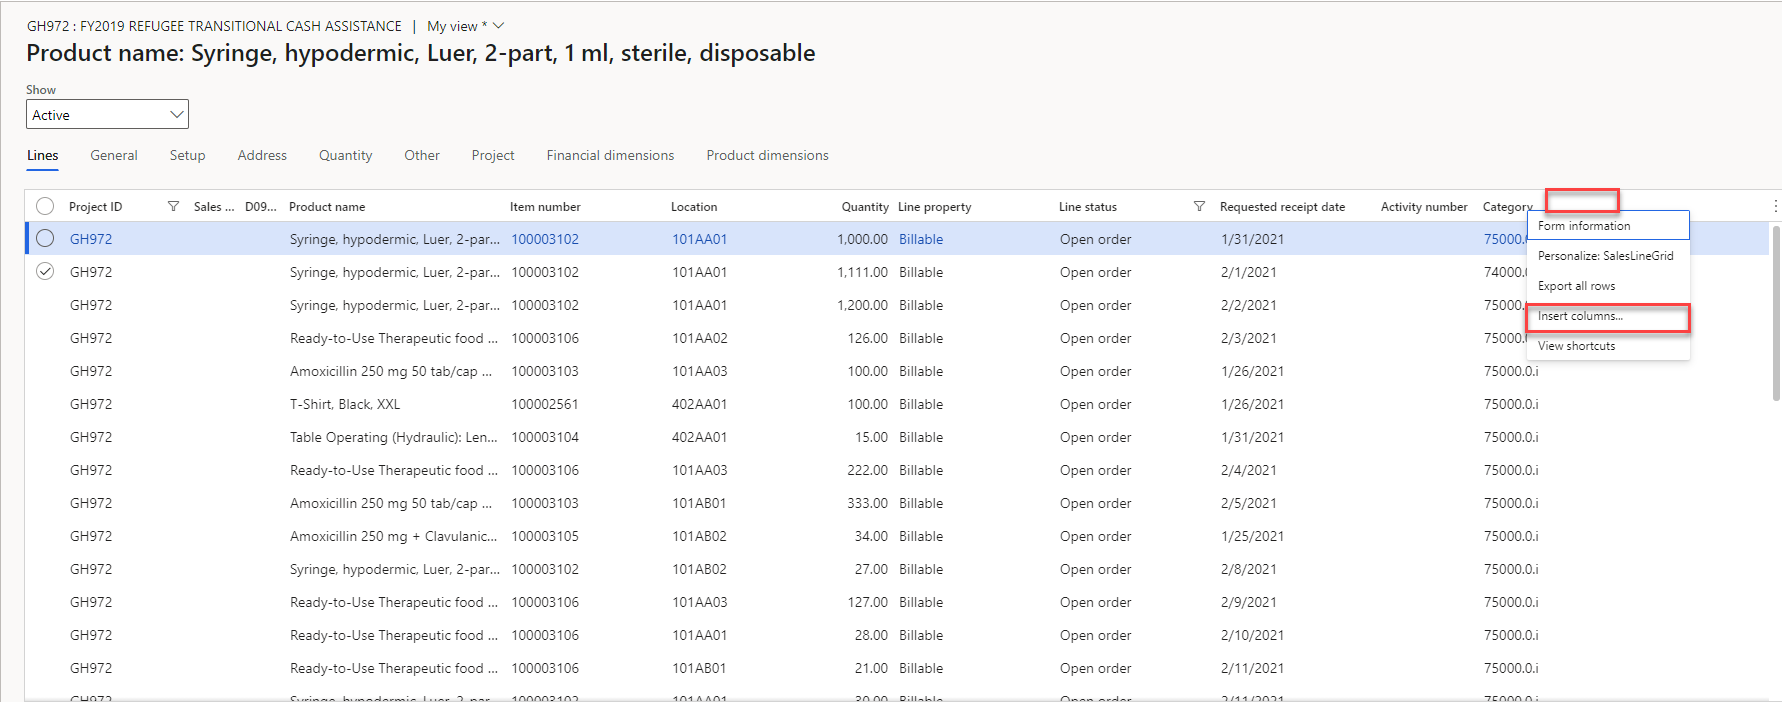 GH972 : FY2019 REFUGEE TRANSITIONAL CASH ASSISTANCE | My view *
Product name: Syringe, hypodermic, Luer, 2-part, 1 ml, sterile, disposable
Show
Active
Lines General Setup Address Quantity Other Project Financial dimensions Product dimensions
Project ID Sales ... D09... Product name Item number Location Quantity Line property Line status Requested receipt date Activity number Category
Form information
GH972 Syringe, hypodermic, Luer, 2-par... 100003102 101AA01 1,000.00 Billable Open order 1/31/2021 75000.0
Personalize: SalesLineGrid
GH972 Syringe, hypodermic, Luer, 2-par... 100003102 101AA01 1,111.00 Billable Open order 2/1/2021 74000.0
Export all rows
GH972 Syringe, hypodermic, Luer, 2-par... 100003102 101AA01 1,200.00 Billable Open order 2/2/2021 75000.0
Insert columns...
GH972 Ready-to-Use Therapeutic food ... 100003106 101AA02 126.00 Billable Open order 2/3/2021 75000.0
View shortcuts
GH972 Amoxicillin 250 mg 50 tab/cap ... 100003103 101AA03 100.00 Billable Open order 1/26/2021 75000.0.i
GH972 T-Shirt, Black, XXL 100002561 402AA01 100.00 Billable Open order 1/26/2021 75000.0.i
GH972 Table Operating (Hydraulic): Len... 100003104 402AA01 15.00 Billable Open order 1/31/2021 75000.0.i
GH972 Ready-to-Use Therapeutic food ... 100003106 101AA03 222.00 Billable Open order 2/4/2021 75000.0.i
GH972 Amoxicillin 250 mg 50 tab/cap ... 100003103 101AB01 333.00 Billable Open order 2/5/2021 75000.0.i
GH972 Amoxicillin 250 mg + Clavulanic... 100003105 101AB02 34.00 Billable Open order 1/25/2021 75000.0.i
GH972 Syringe, hypodermic, Luer, 2-par... 100003102 101AB02 27.00 Billable Open order 2/8/2021 75000.0.i
GH972 Ready-to-Use Therapeutic food ... 100003106 101AA03 127.00 Billable Open order 2/9/2021 75000.0.i
GH972 Ready-to-Use Therapeutic food ... 100003106 101AA01 28.00 Billable Open order 2/10/2021 75000.0.i
GH972 Ready-to-Use Therapeutic food ... 100003106 101AB01 21.00 Billable Open order 2/11/2021 75000.0.i